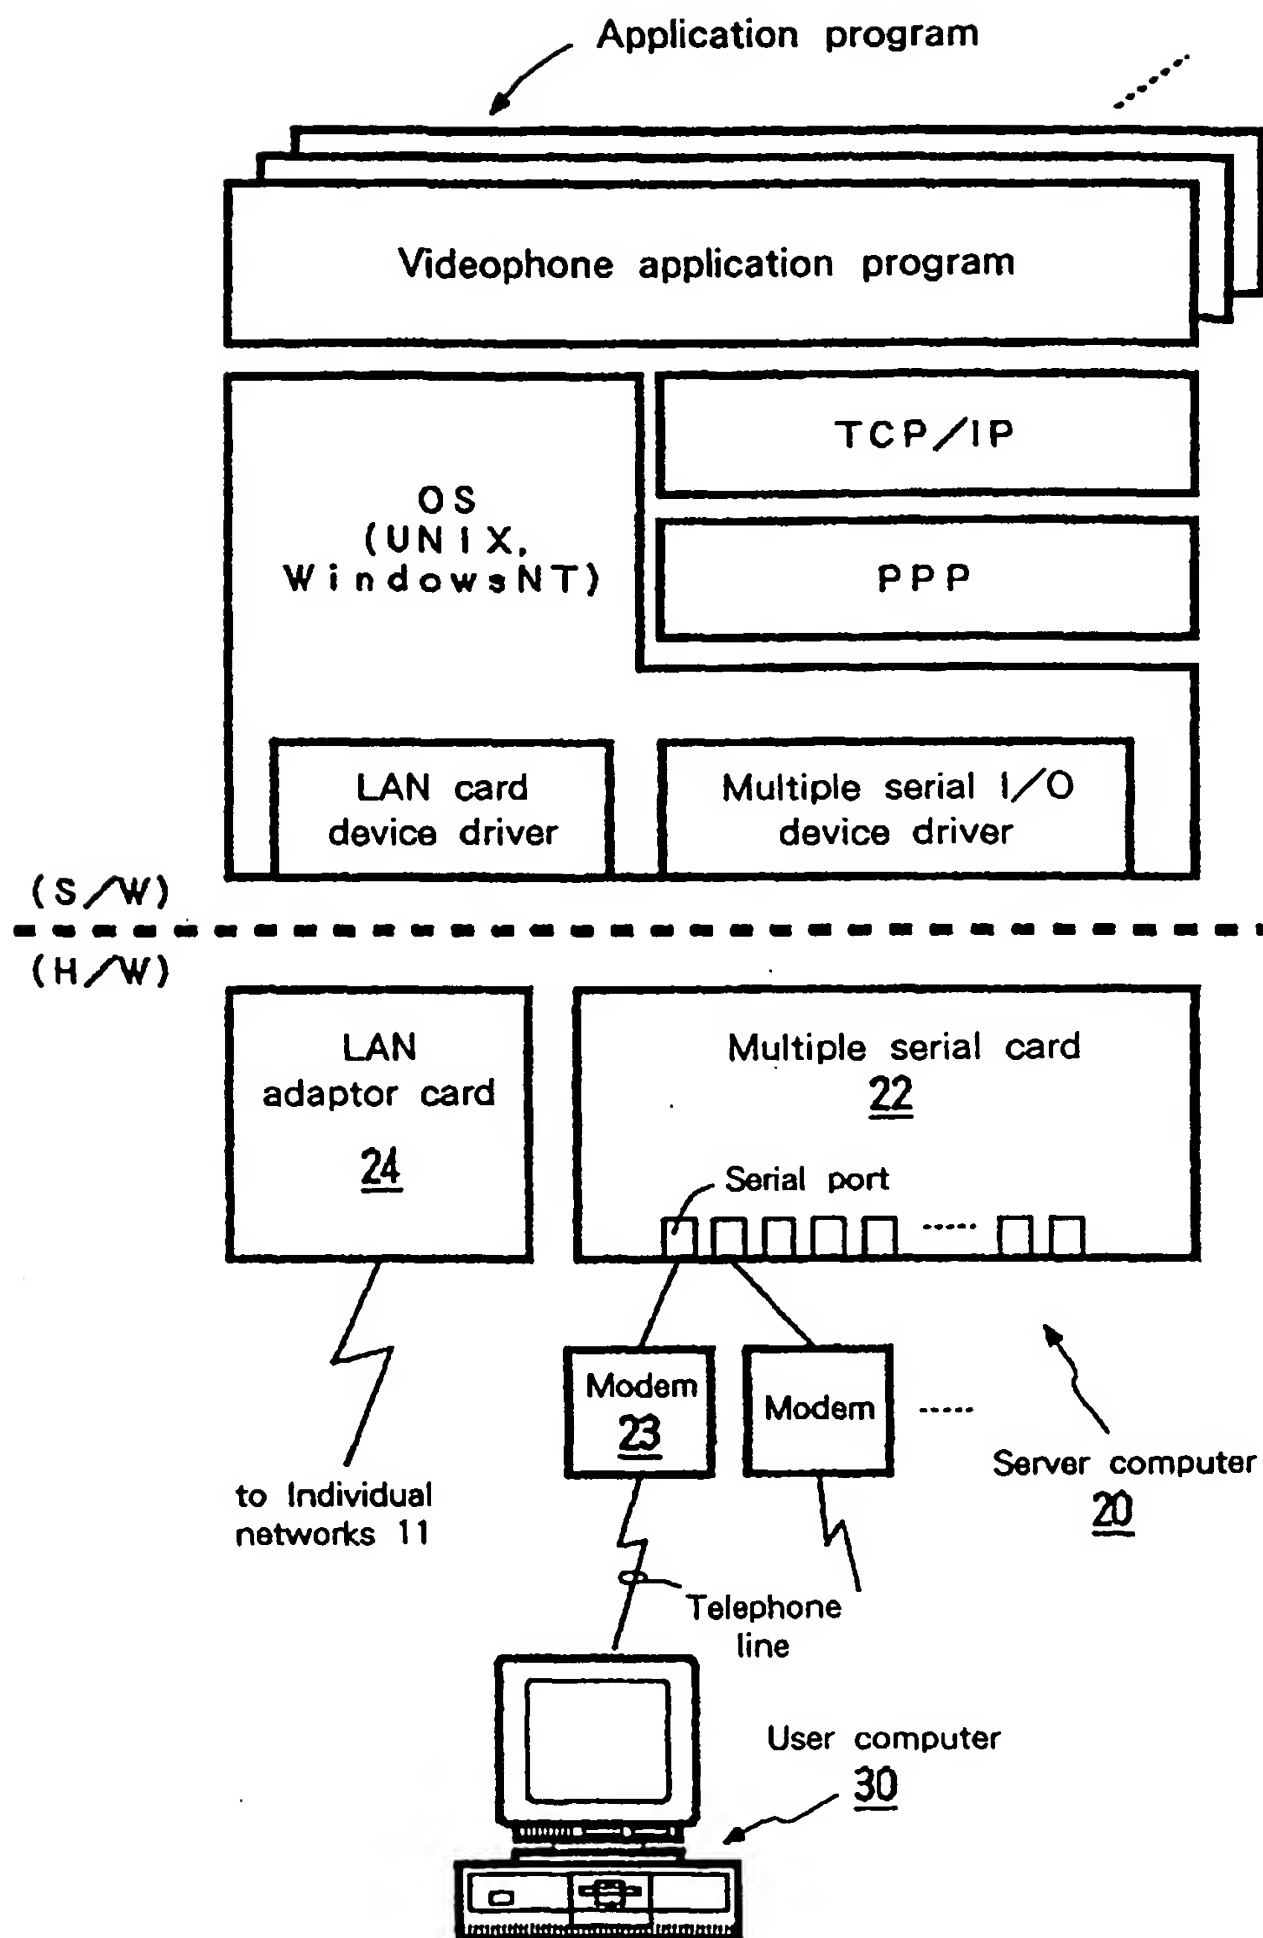 Application program
Videophone application program
TCP/IP
OS
(UNIX,
WindowsNT)
PPP
LAN card
device driver
Multiple serial I/O
device driver
(S/W)
(H/W)
LAN
adaptor card
24
Multiple serial card
22
Serial port
Modem
23
Modem
Server computer
20
to Individual
networks 11
Telephone
line
User computer
30